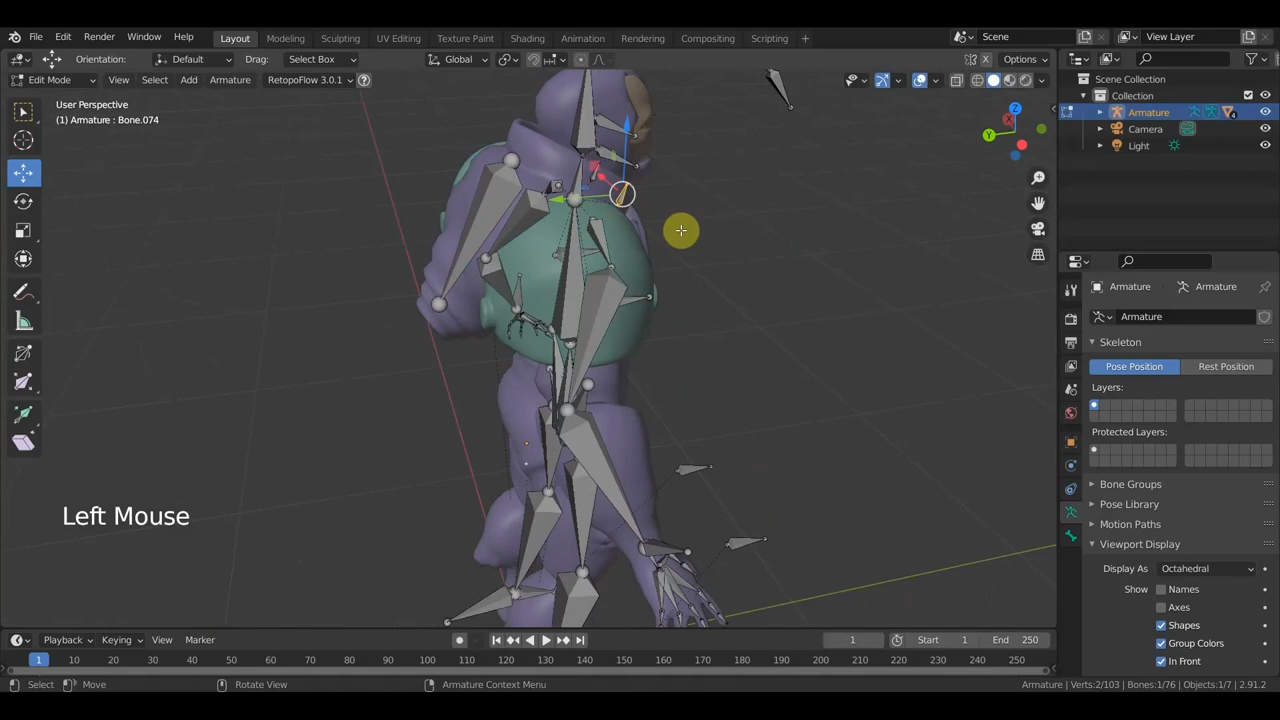 File Edit Render Window Help Layout Modeling Sculpting UV Editing Texture Paint Shading Animation Rendering Compositing Scripting + Scene View Layer
Orientation: Default Drag: Select Box Global Options
Edit Mode View Select Add Armature RetopoFlow 3.0.1 ?
User Perspective
(1) Armature : Bone.074
Scene Collection
Collection
Armature 4
Camera
Light
Z
Y
X
Armature Armature
Armature
Skeleton
Pose Position Rest Position
Layers:
Protected Layers:
Bone Groups
Pose Library
Motion Paths
Viewport Display
Display As Octahedral
Show Names
Axes
Shapes
Group Colors
In Front
Left Mouse
Playback Keying View Marker 1 Start 1 End 250
1 10 20 30 40 50 60 70 80 90 100 110 120 130 140 150 160 170 180 190 200 210 220 230 240 250
Select Move Rotate View Armature Context Menu Armature | Verts:2/103 | Bones:1/76 | Objects:1/7 | 2.91.2